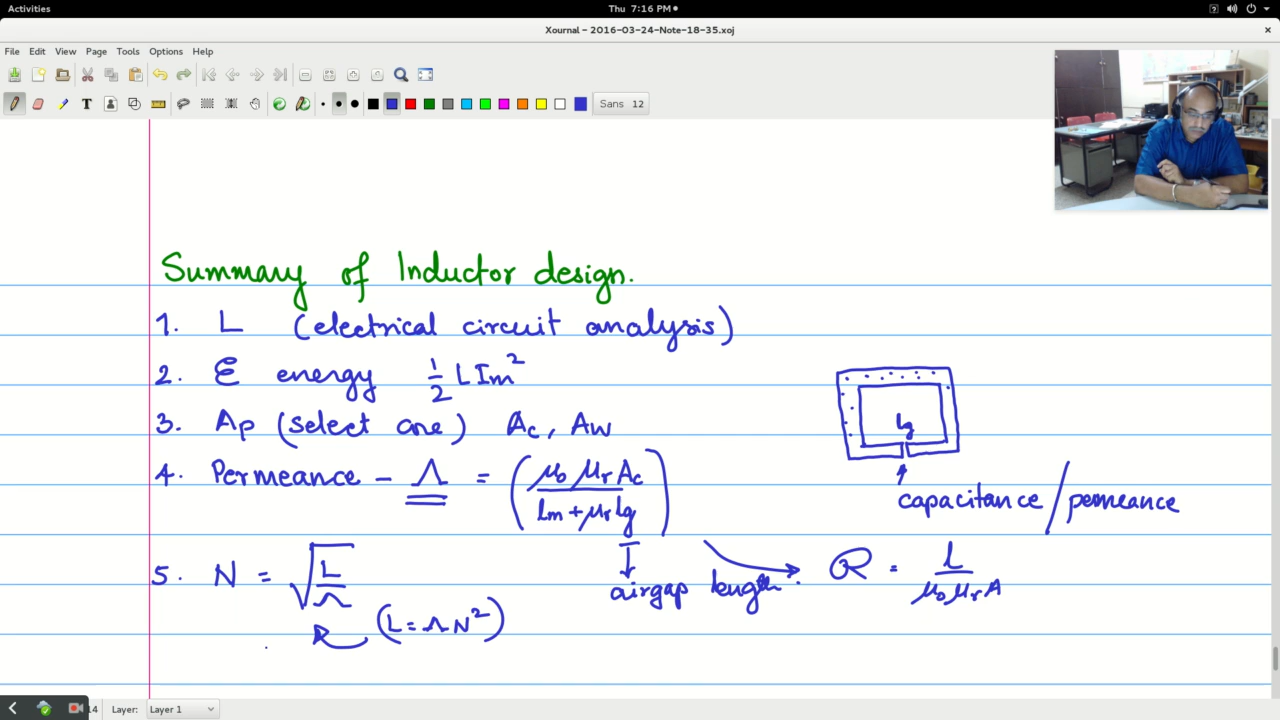 Activities
Thu 7:16 PM
Xournal – 2016-03-24-Note-18-35.xoj
File Edit View Page Tools Options Help
Sans 12
Summary of Inductor design.
1. L (electrical circuit analysis)
2. E energy 1/2 L Im²
3. Ap (select one) Ac, Aw
4. Permeance - Λ = (μ₀ μr Ac / lm + μr lg)
lg
capacitance / permeance
airgap length.
R = l / μ₀ μr A
5. N = √(L/Λ)
(L = Λ N²)
14 Layer: Layer 1